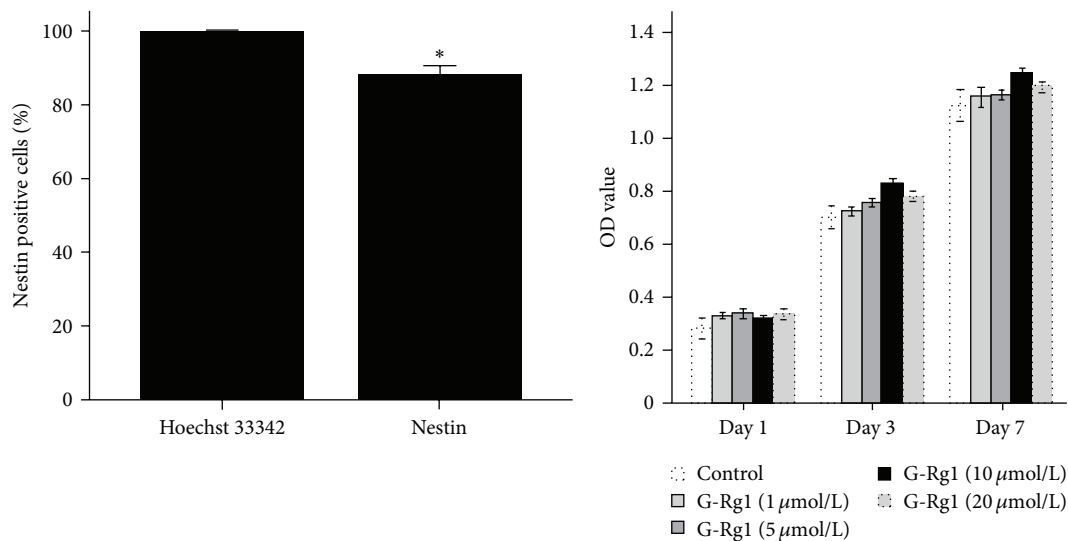 Nestin positive cells (%)
100
80
60
40
20
0
*
Hoechst 33342
Nestin
OD value
1.4
1.2
1.0
0.8
0.6
0.4
0.2
0
Day 1
Day 3
Day 7
Control
G-Rg1 (1 μmol/L)
G-Rg1 (5 μmol/L)
G-Rg1 (10 μmol/L)
G-Rg1 (20 μmol/L)